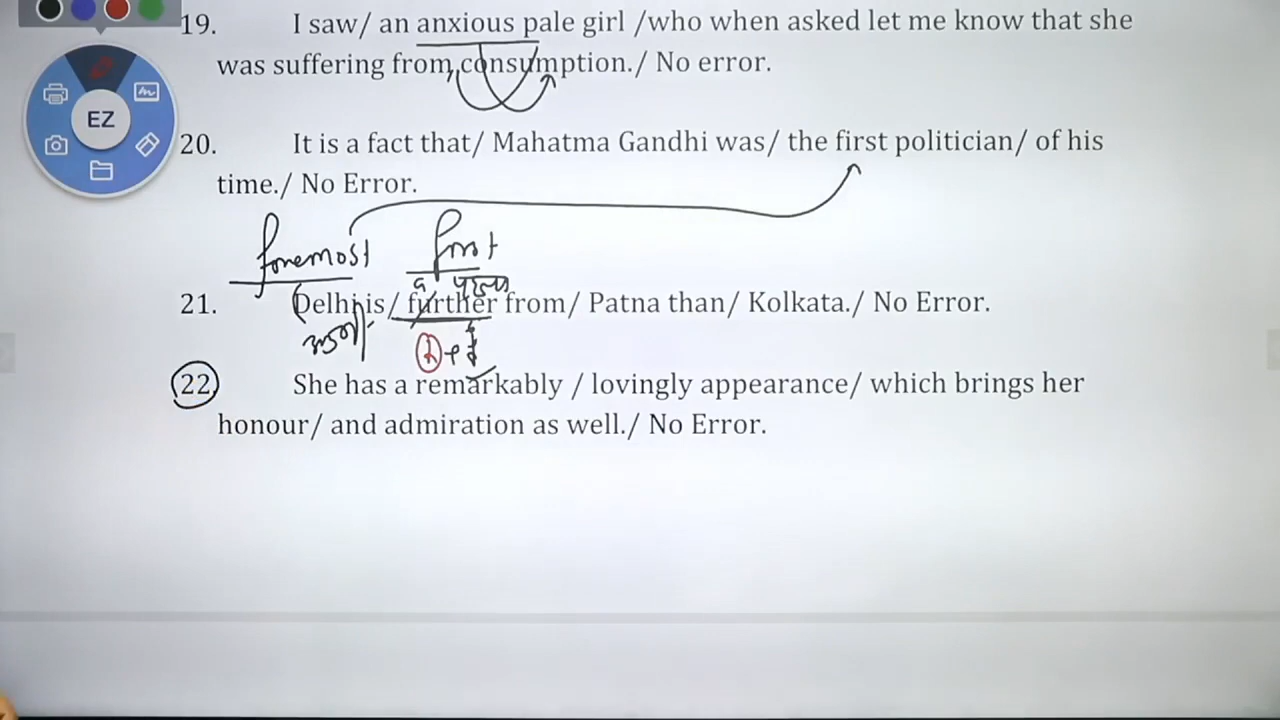 19. I saw/ an anxious pale girl /who when asked let me know that she
was suffering from consumption./ No error.
EZ
20. It is a fact that/ Mahatma Gandhi was/ the first politician/ of his
time./ No Error.
foremost first
21. Delhi is/ further from/ Patna than/ Kolkata./ No Error.
22. She has a remarkably / lovingly appearance/ which brings her
honour/ and admiration as well./ No Error.